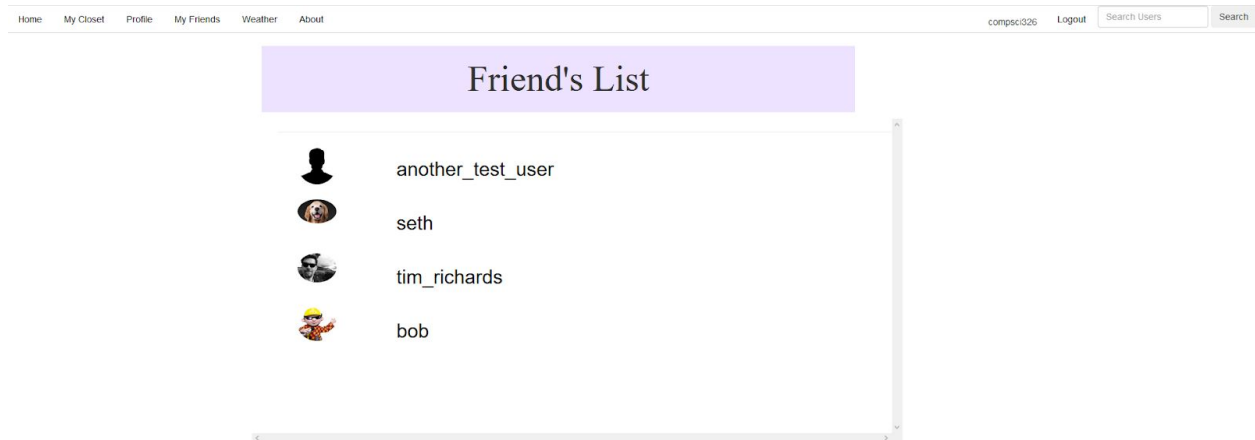 Home My Closet Profile My Friends Weather About compsci326 Logout Search Users Search
Friend's List
another_test_user
seth
tim_richards
bob